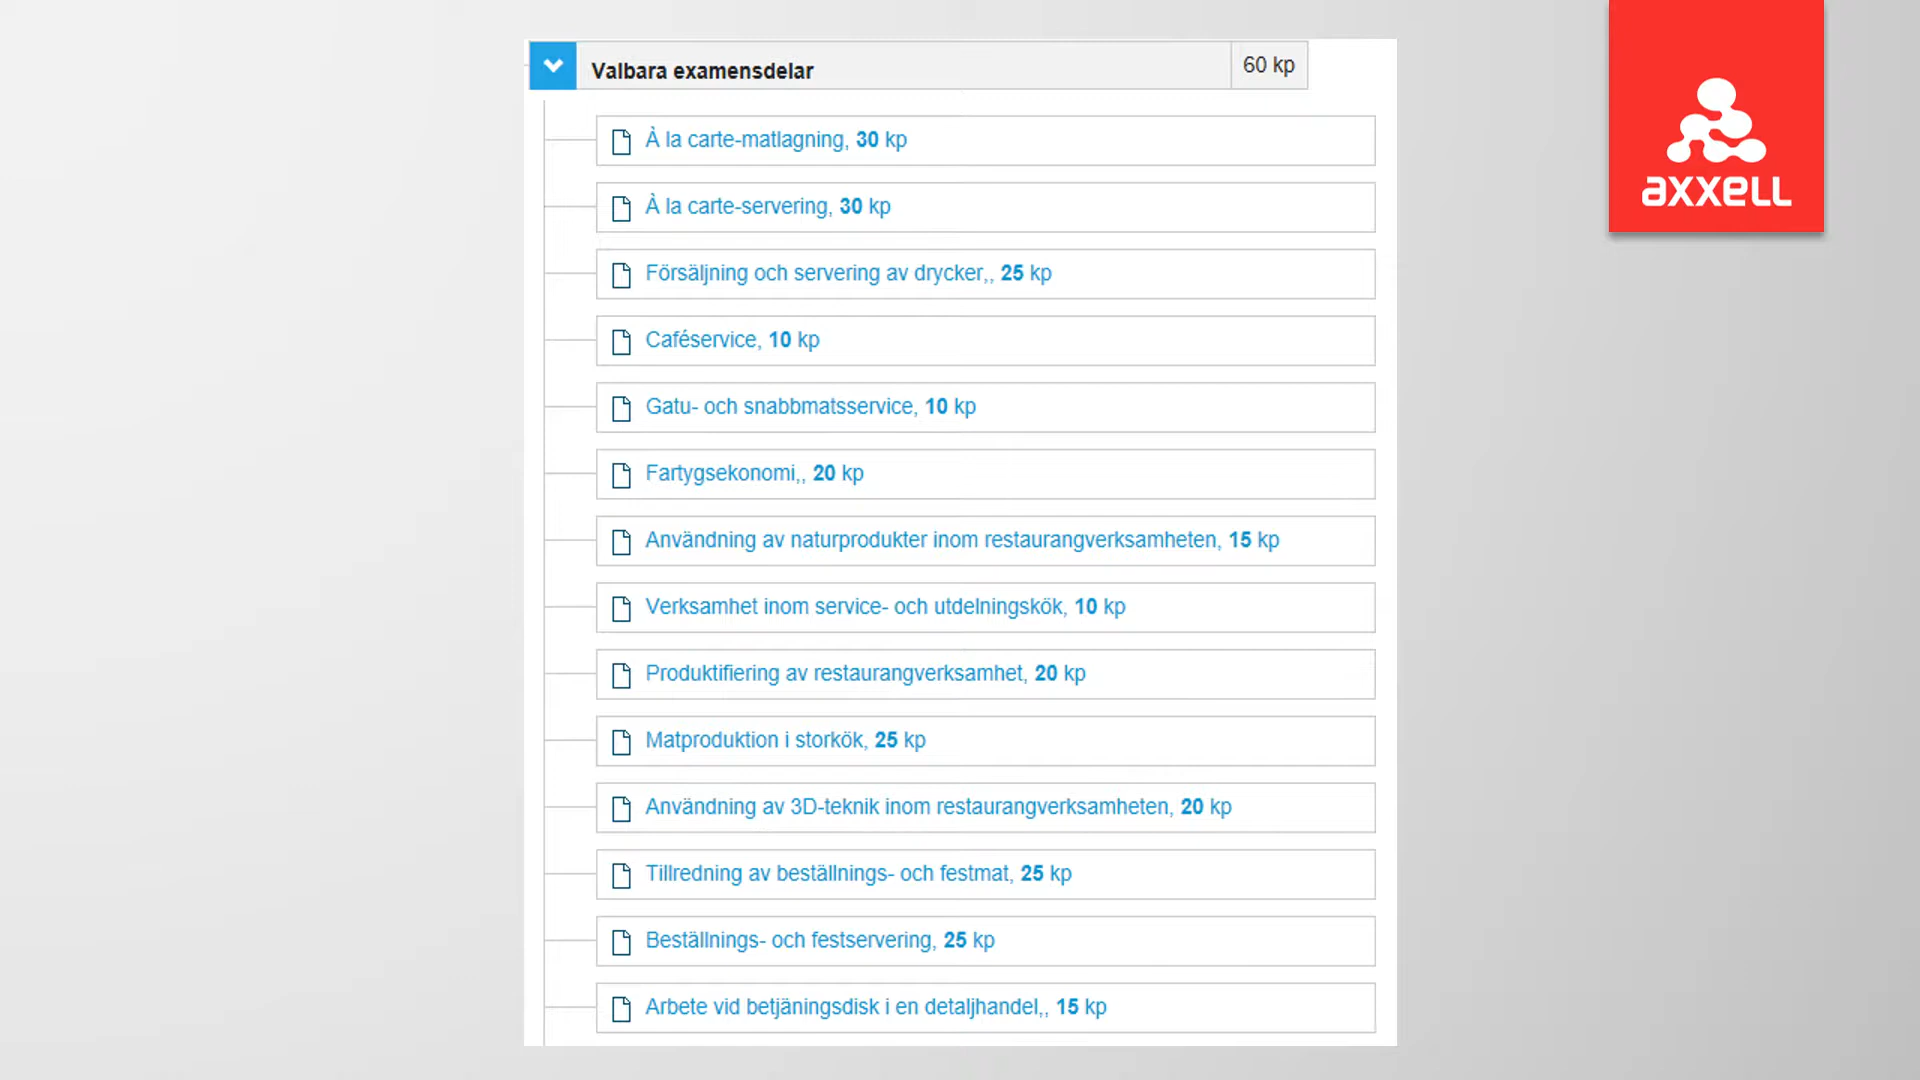 Valbara examensdelar 60 kp
À la carte-matlagning, 30 kp
À la carte-servering, 30 kp
Försäljning och servering av drycker,, 25 kp
Caféservice, 10 kp
Gatu- och snabbmatsservice, 10 kp
Fartygsekonomi,, 20 kp
Användning av naturprodukter inom restaurangverksamheten, 15 kp
Verksamhet inom service- och utdelningskök, 10 kp
Produktifiering av restaurangverksamhet, 20 kp
Matproduktion i storkök, 25 kp
Användning av 3D-teknik inom restaurangverksamheten, 20 kp
Tillredning av beställnings- och festmat, 25 kp
Beställnings- och festservering, 25 kp
Arbete vid betjäningsdisk i en detaljhandel,, 15 kp
axxell